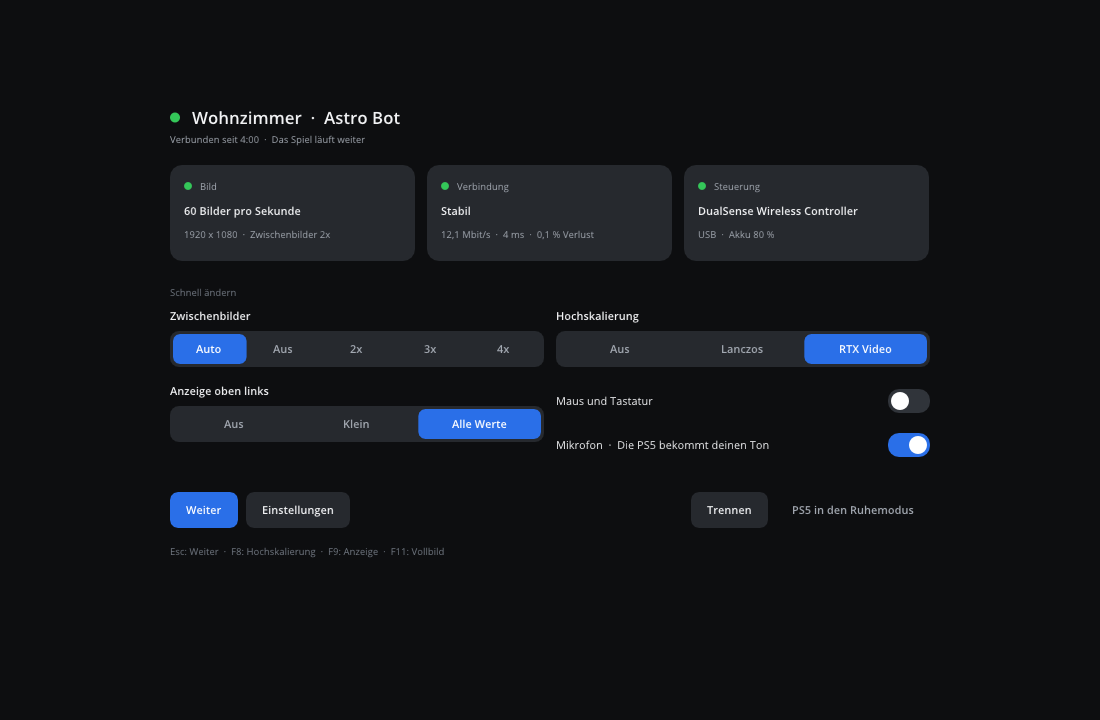 Wohnzimmer · Astro Bot
Verbunden seit 4:00 · Das Spiel läuft weiter
Bild
60 Bilder pro Sekunde
1920 x 1080 · Zwischenbilder 2x
Verbindung
Stabil
12,1 Mbit/s · 4 ms · 0,1 % Verlust
Steuerung
DualSense Wireless Controller
USB · Akku 80 %
Schnell ändern
Zwischenbilder
Auto Aus 2x 3x 4x
Hochskalierung
Aus Lanczos RTX Video
Anzeige oben links
Aus Klein Alle Werte
Maus und Tastatur
Mikrofon · Die PS5 bekommt deinen Ton
Weiter Einstellungen Trennen PS5 in den Ruhemodus
Esc: Weiter · F8: Hochskalierung · F9: Anzeige · F11: Vollbild